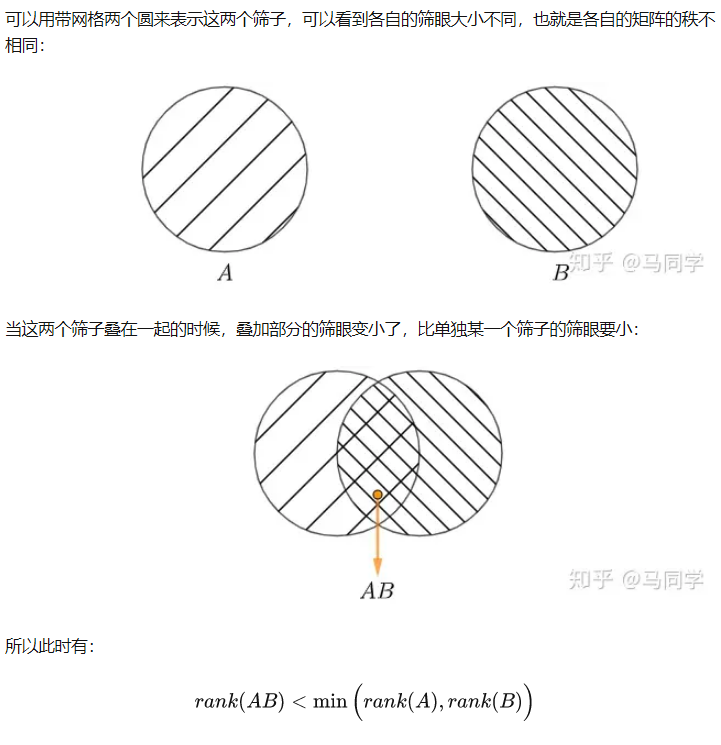 可以用带网格两个圆来表示这两个筛子，可以看到各自的筛眼大小不同，也就是各自的矩阵的秩不
相同：
A
B
知乎 @马同学
当这两个筛子叠在一起的时候，叠加部分的筛眼变小了，比单独某一个筛子的筛眼要小：
知乎 @马同学
AB
所以此时有：
rank(AB) < min(rank(A), rank(B))